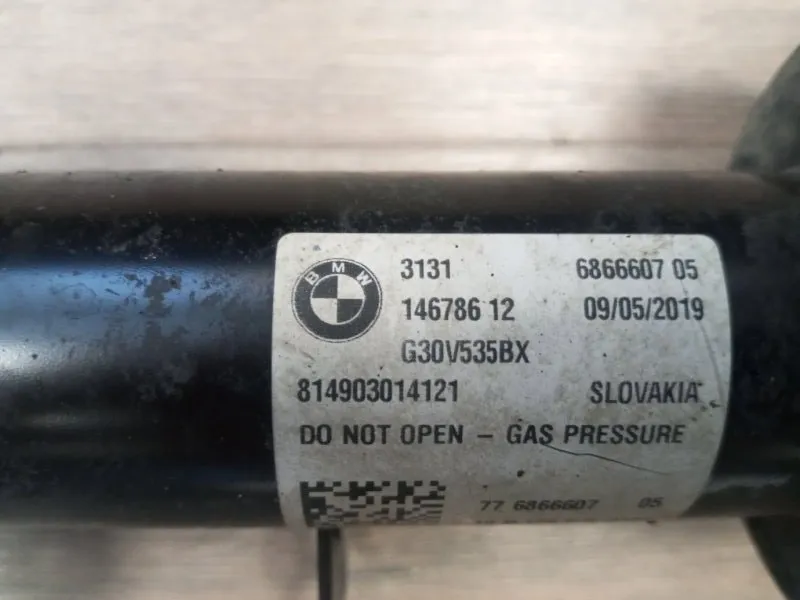 BMW
3131 6866607 05
146786 12 09/05/2019
G30V535BX
814903014121 SLOVAKIA
DO NOT OPEN – GAS PRESSURE
77 6866607 05